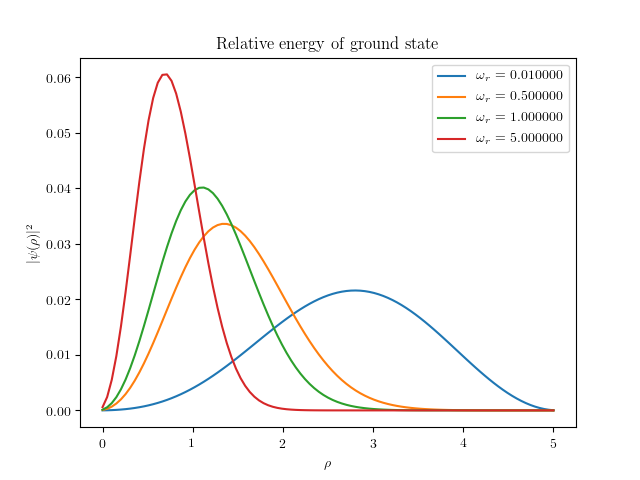 Relative energy of ground state
ω_r = 0.010000
ω_r = 0.500000
ω_r = 1.000000
ω_r = 5.000000
|ψ(ρ)|²
0.06
0.05
0.04
0.03
0.02
0.01
0.00
0 1 2 3 4 5
ρ